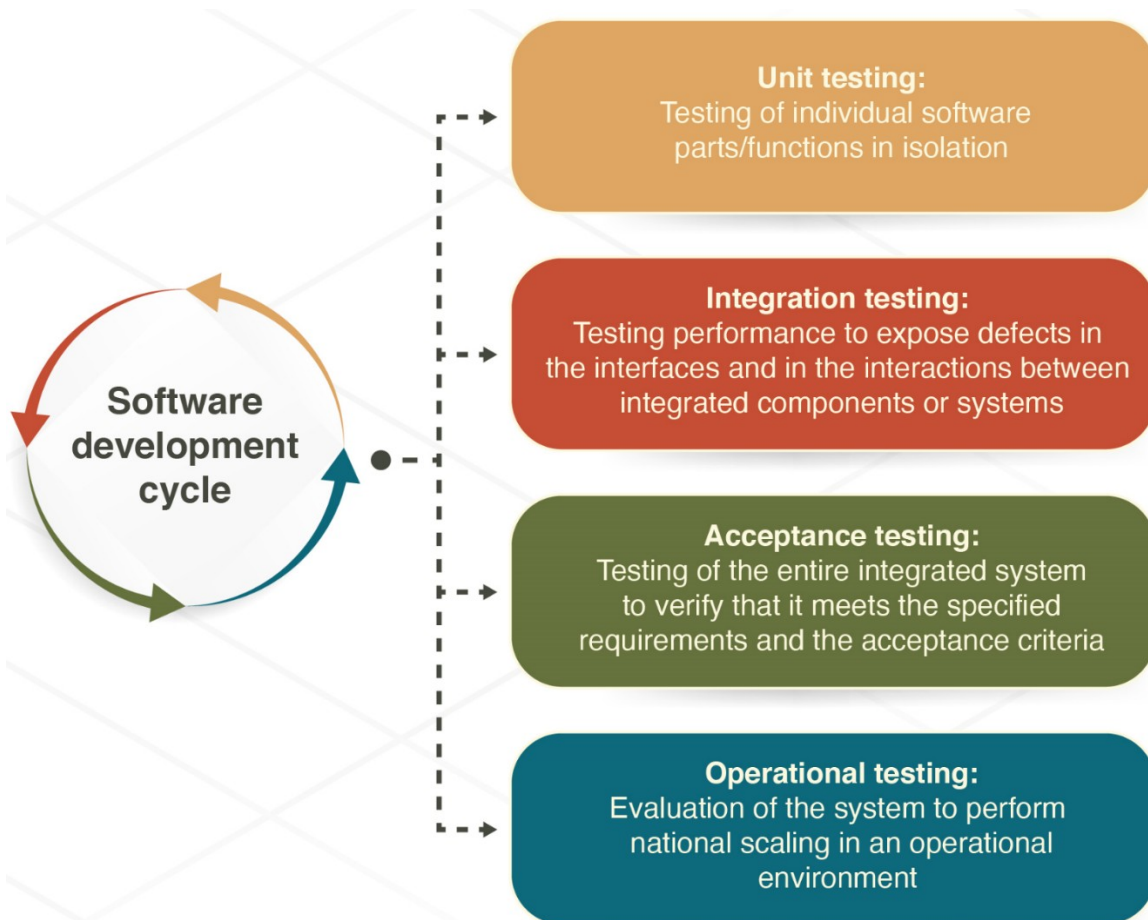 Software
development
cycle
Unit testing:
Testing of individual software
parts/functions in isolation
Integration testing:
Testing performance to expose defects in
the interfaces and in the interactions between
integrated components or systems
Acceptance testing:
Testing of the entire integrated system
to verify that it meets the specified
requirements and the acceptance criteria
Operational testing:
Evaluation of the system to perform
national scaling in an operational
environment